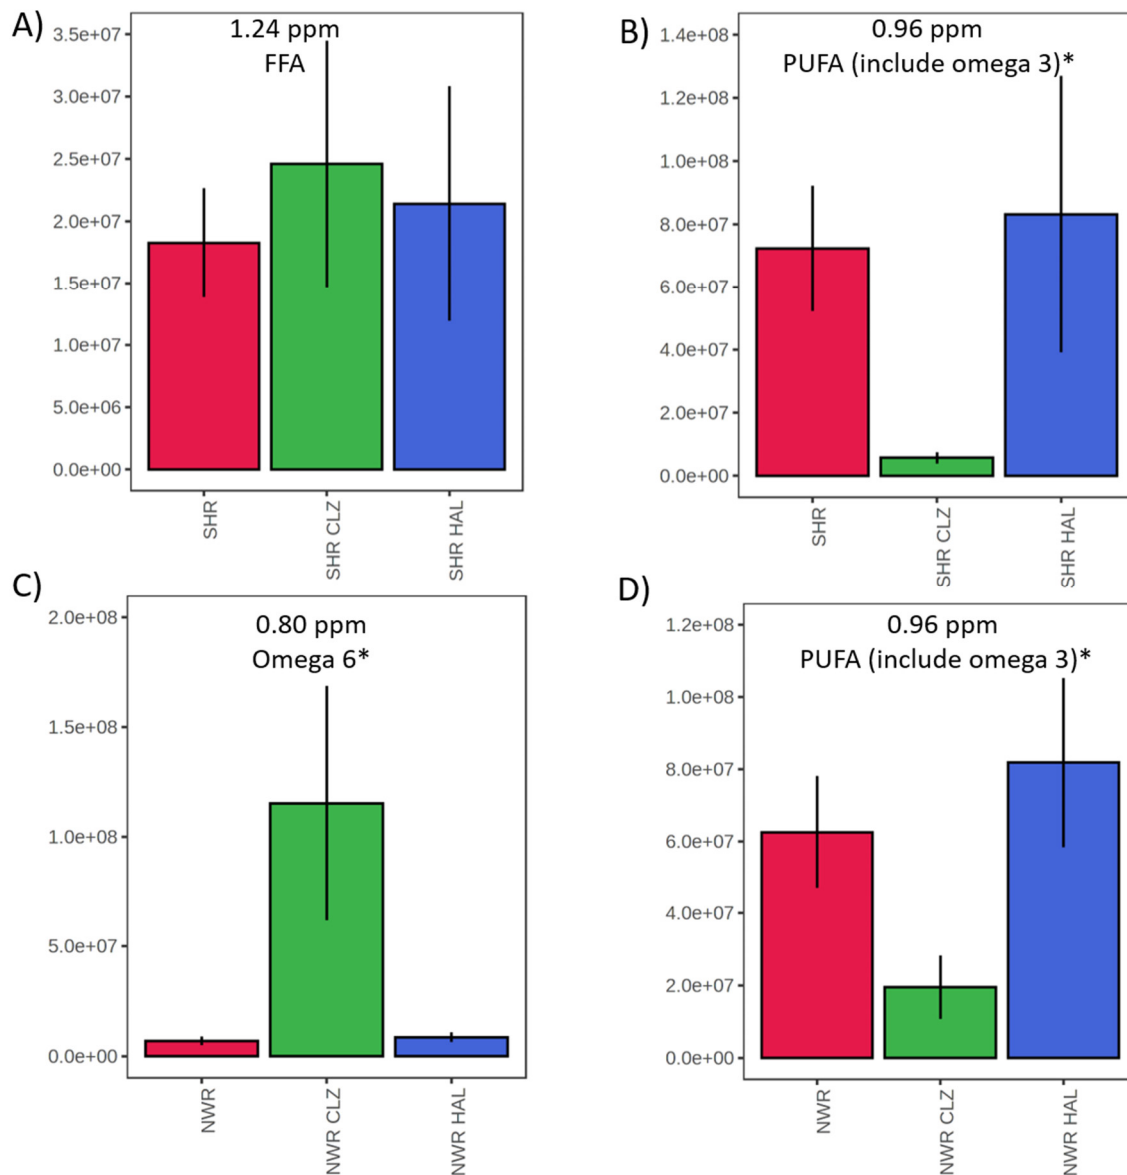 A)
1.24 ppm
FFA
3.5e+07
3.0e+07
2.5e+07
2.0e+07
1.5e+07
1.0e+07
5.0e+06
0.0e+00
SHR
SHR CLZ
SHR HAL
B)
0.96 ppm
PUFA (include omega 3)*
1.4e+08
1.2e+08
1.0e+08
8.0e+07
6.0e+07
4.0e+07
2.0e+07
0.0e+00
SHR
SHR CLZ
SHR HAL
C)
0.80 ppm
Omega 6*
2.0e+08
1.5e+08
1.0e+08
5.0e+07
0.0e+00
NWR
NWR CLZ
NWR HAL
D)
0.96 ppm
PUFA (include omega 3)*
1.2e+08
1.0e+08
8.0e+07
6.0e+07
4.0e+07
2.0e+07
0.0e+00
NWR
NWR CLZ
NWR HAL